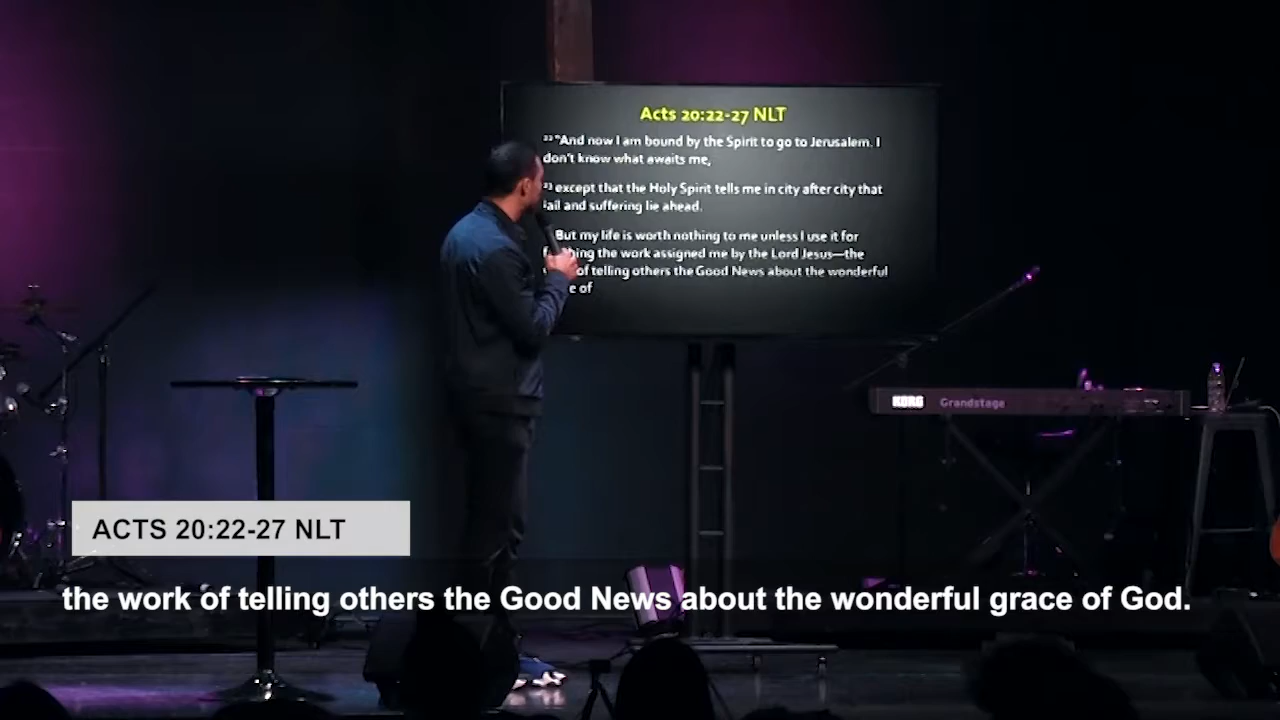 Acts 20:22-27 NLT
22 "And now I am bound by the Spirit to go to Jerusalem. I
don't know what awaits me,
23 except that the Holy Spirit tells me in city after city that
jail and suffering lie ahead.
But my life is worth nothing to me unless I use it for
the work assigned me by the Lord Jesus—the
of telling others the Good News about the wonderful
of
KORG Grandstage
ACTS 20:22-27 NLT
the work of telling others the Good News about the wonderful grace of God.